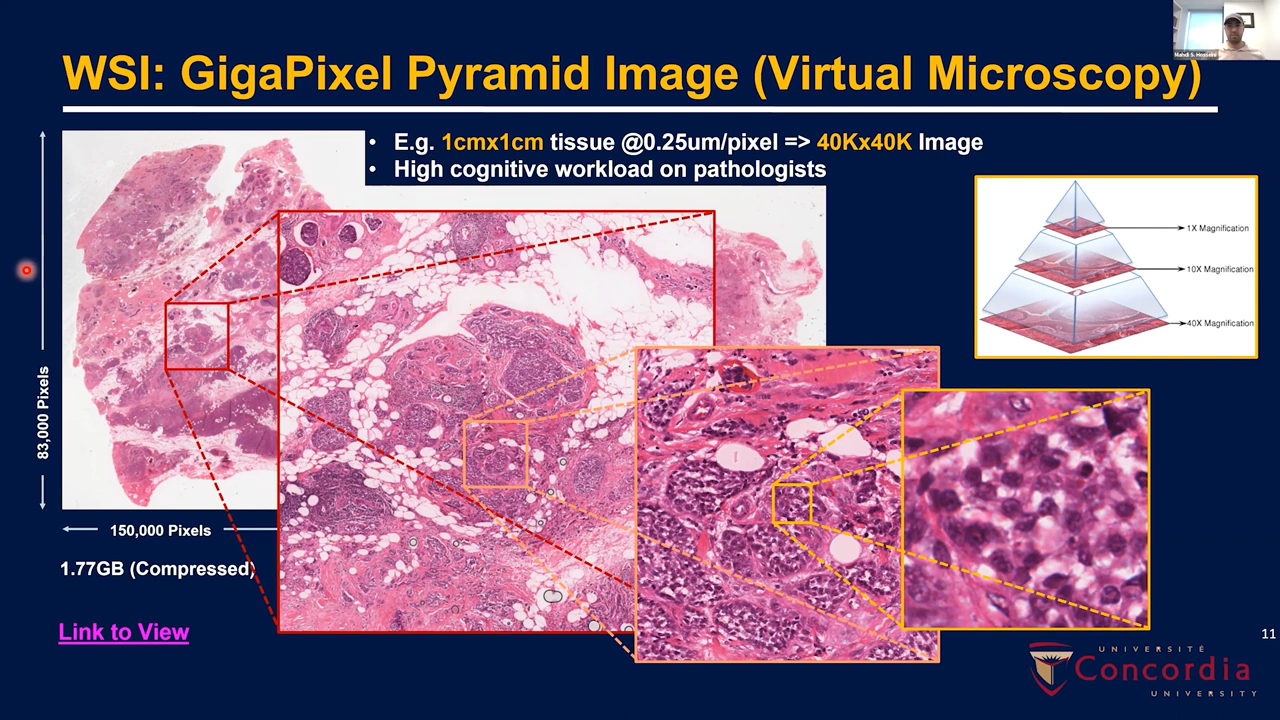 WSI: GigaPixel Pyramid Image (Virtual Microscopy)
Mahdi S. Hosseini
• E.g. 1cmx1cm tissue @0.25um/pixel => 40Kx40K Image
• High cognitive workload on pathologists
1X Magnification
10X Magnification
40X Magnification
83,000 Pixels
150,000 Pixels
1.77GB (Compressed)
Link to View
11
UNIVERSITÉ
Concordia
UNIVERSITY